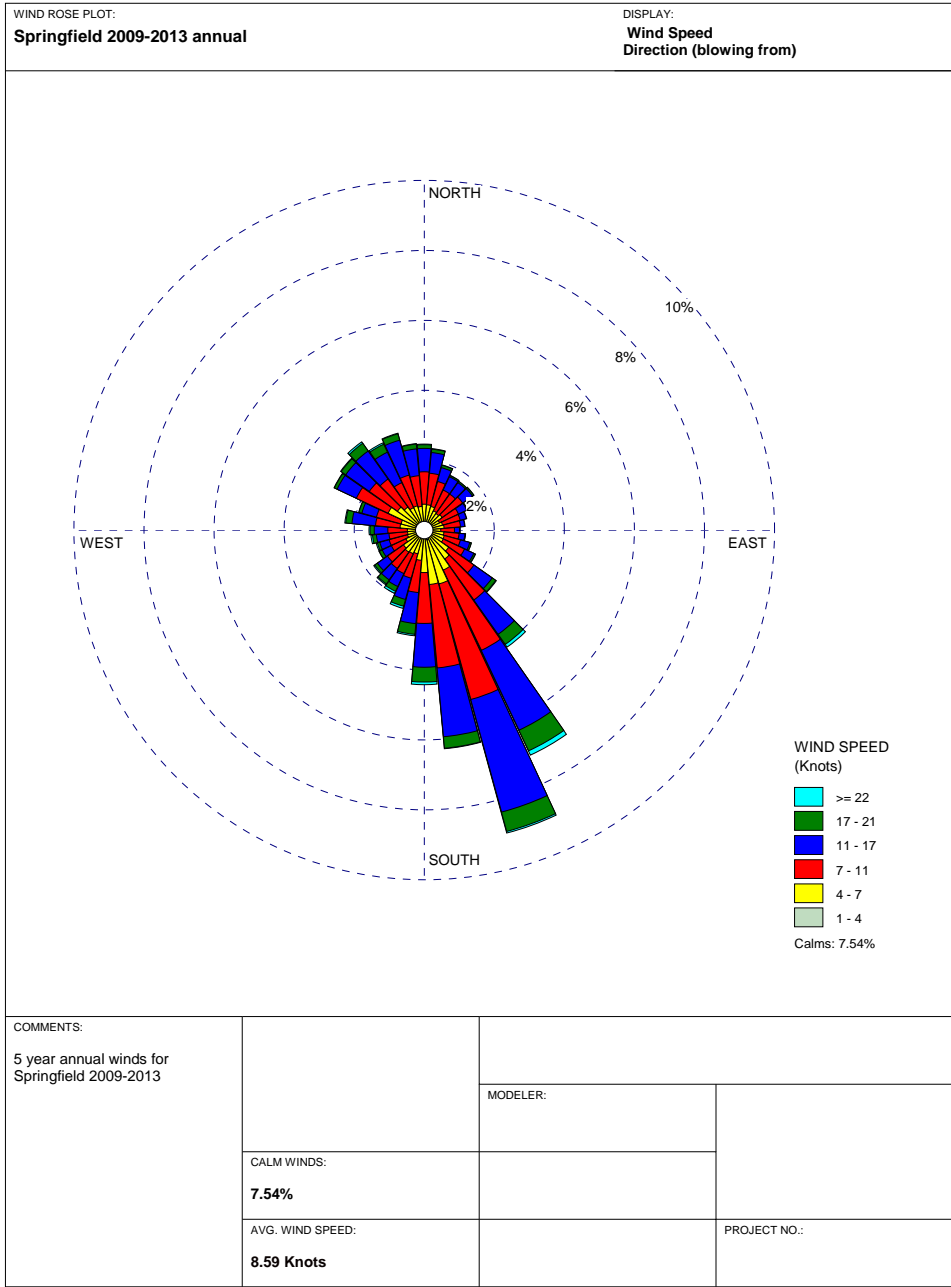 WIND ROSE PLOT:
Springfield 2009-2013 annual
DISPLAY:
Wind Speed
Direction (blowing from)
NORTH
10%
8%
6%
4%
2%
WEST
EAST
SOUTH
WIND SPEED
(Knots)
>= 22
17 - 21
11 - 17
7 - 11
4 - 7
1 - 4
Calms: 7.54%
COMMENTS:
5 year annual winds for
Springfield 2009-2013
MODELER:
CALM WINDS:
7.54%
AVG. WIND SPEED:
8.59 Knots
PROJECT NO.: